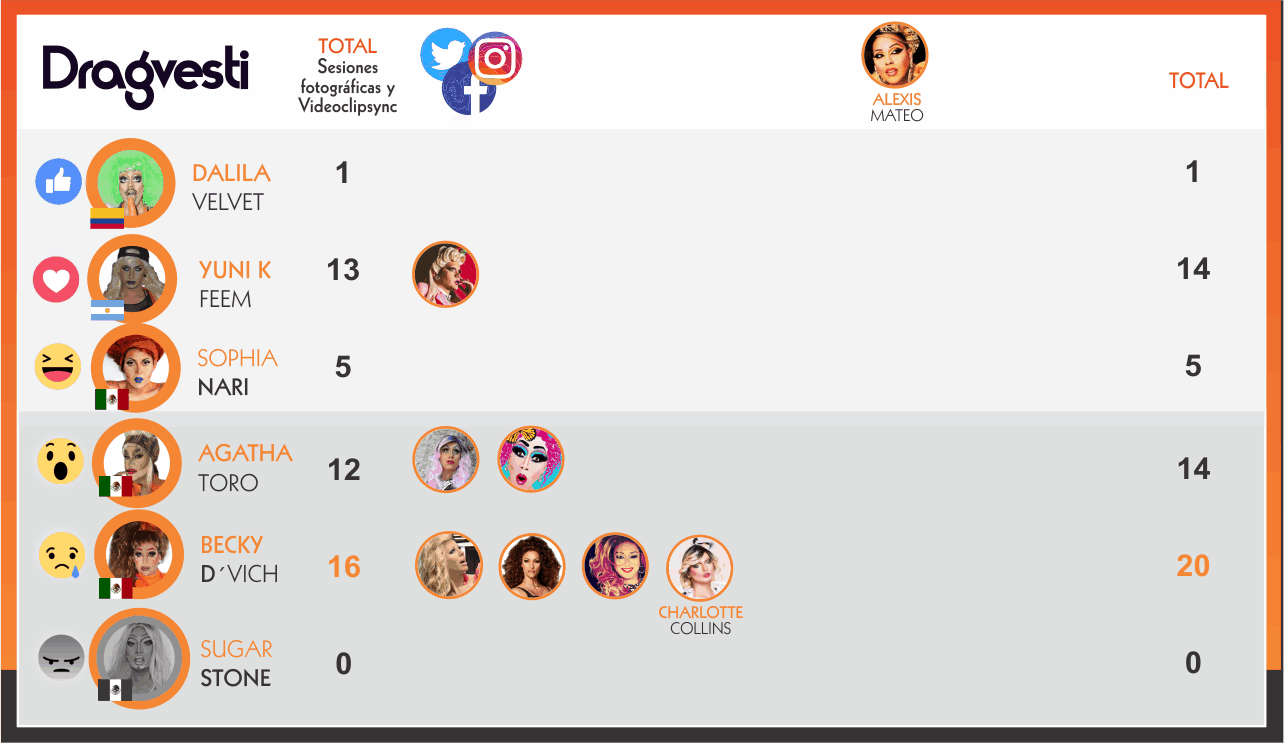 Dragvesti
TOTAL
Sesiones
fotográficas y
Videoclipsync
ALEXIS
MATEO
TOTAL
DALILA
VELVET
1
1
YUNI K
FEEM
13
14
SOPHIA
NARI
5
5
AGATHA
TORO
12
14
BECKY
D´VICH
16
20
CHARLOTTE
COLLINS
SUGAR
STONE
0
0